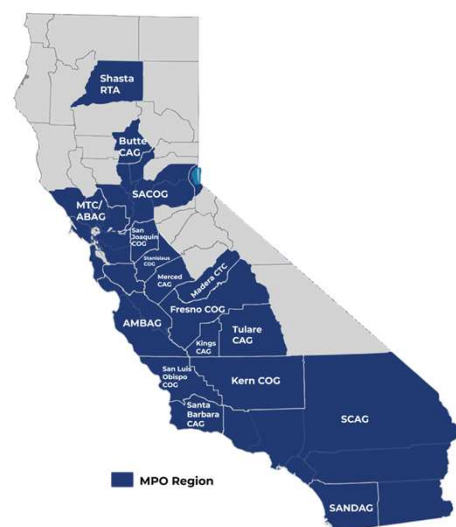 Shasta
RTA
Butte
CAG
SACOG
MTC/
ABAG
San
Joaquin
COG
Stanislaus
COG
Merced
CAG
Madera CTC
Fresno COG
AMBAG
Tulare
CAG
Kings
CAG
San Luis
Obispo
COG
Kern COG
Santa
Barbara
CAG
SCAG
SANDAG
MPO Region